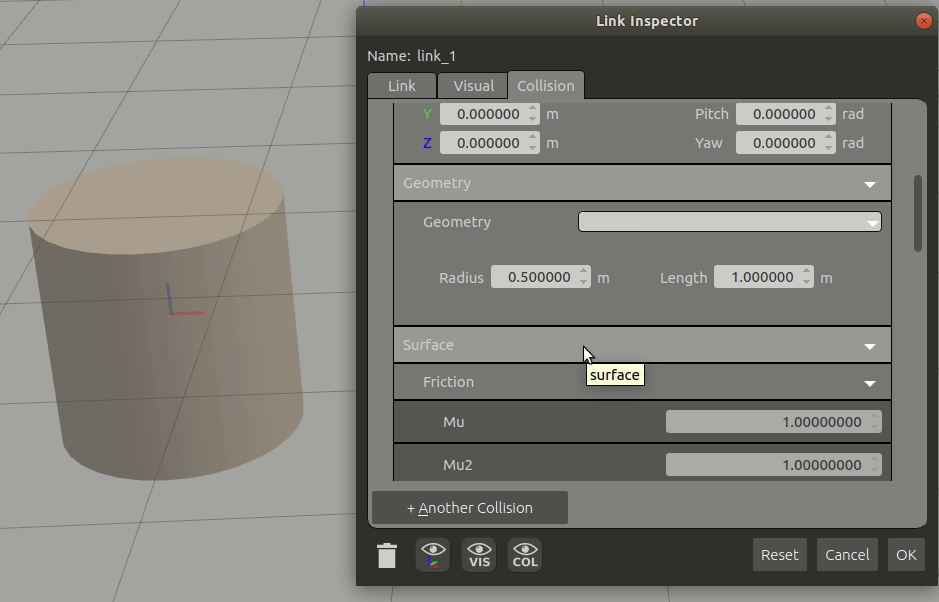 Link Inspector
Name: link_1
Link Visual Collision
Y 0.000000 m Pitch 0.000000 rad
Z 0.000000 m Yaw 0.000000 rad
Geometry
Geometry
Radius 0.500000 m Length 1.000000 m
Surface
surface
Friction
Mu 1.00000000
Mu2 1.00000000
+ Another Collision
VIS COL Reset Cancel OK